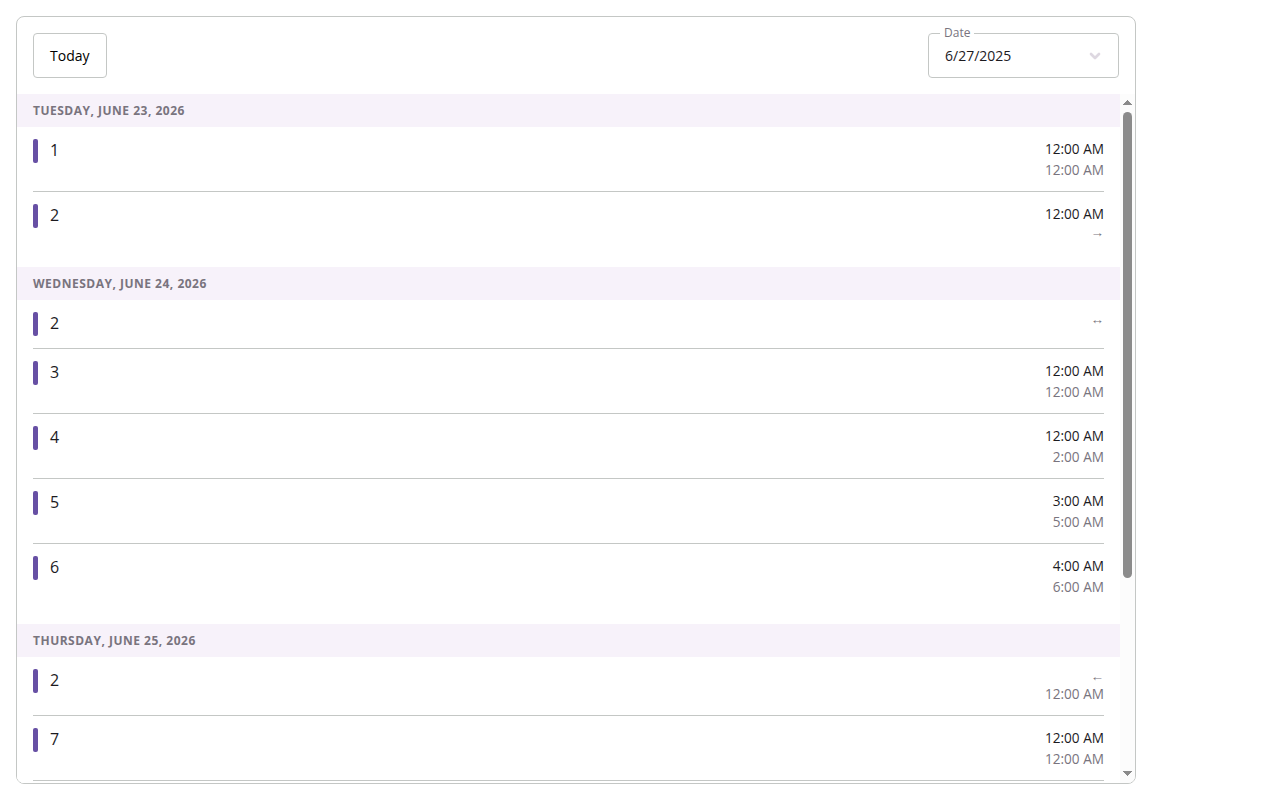 Today
Date
6/27/2025
TUESDAY, JUNE 23, 2026
1
12:00 AM
12:00 AM
2
12:00 AM
→
WEDNESDAY, JUNE 24, 2026
2
↔
3
12:00 AM
12:00 AM
4
12:00 AM
2:00 AM
5
3:00 AM
5:00 AM
6
4:00 AM
6:00 AM
THURSDAY, JUNE 25, 2026
2
←
12:00 AM
7
12:00 AM
12:00 AM